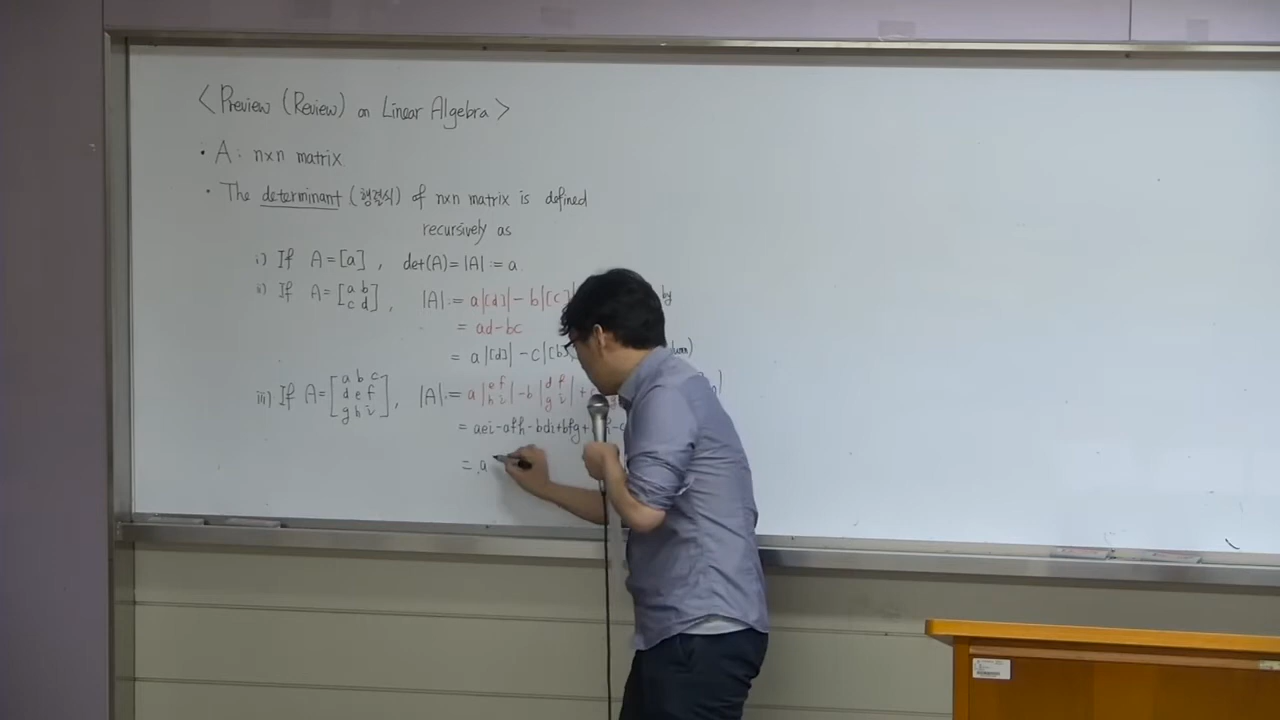 <Preview (Review) on Linear Algebra>
• A: n×n matrix
• The determinant (행렬식) of n×n matrix is defined
recursively as
i) If A=[a], det(A)=|A|:=a.
ii) If A=[a b
c d], |A|:= a|[d]|-b|[c]| by
= ad-bc
= a|[d]|-c|[b]
iii) If A=[a b c
d e f
g h i], |A|:= a|e f
h i|-b|d f
g i|+
= aei-afh-bdi+bfg+
= a